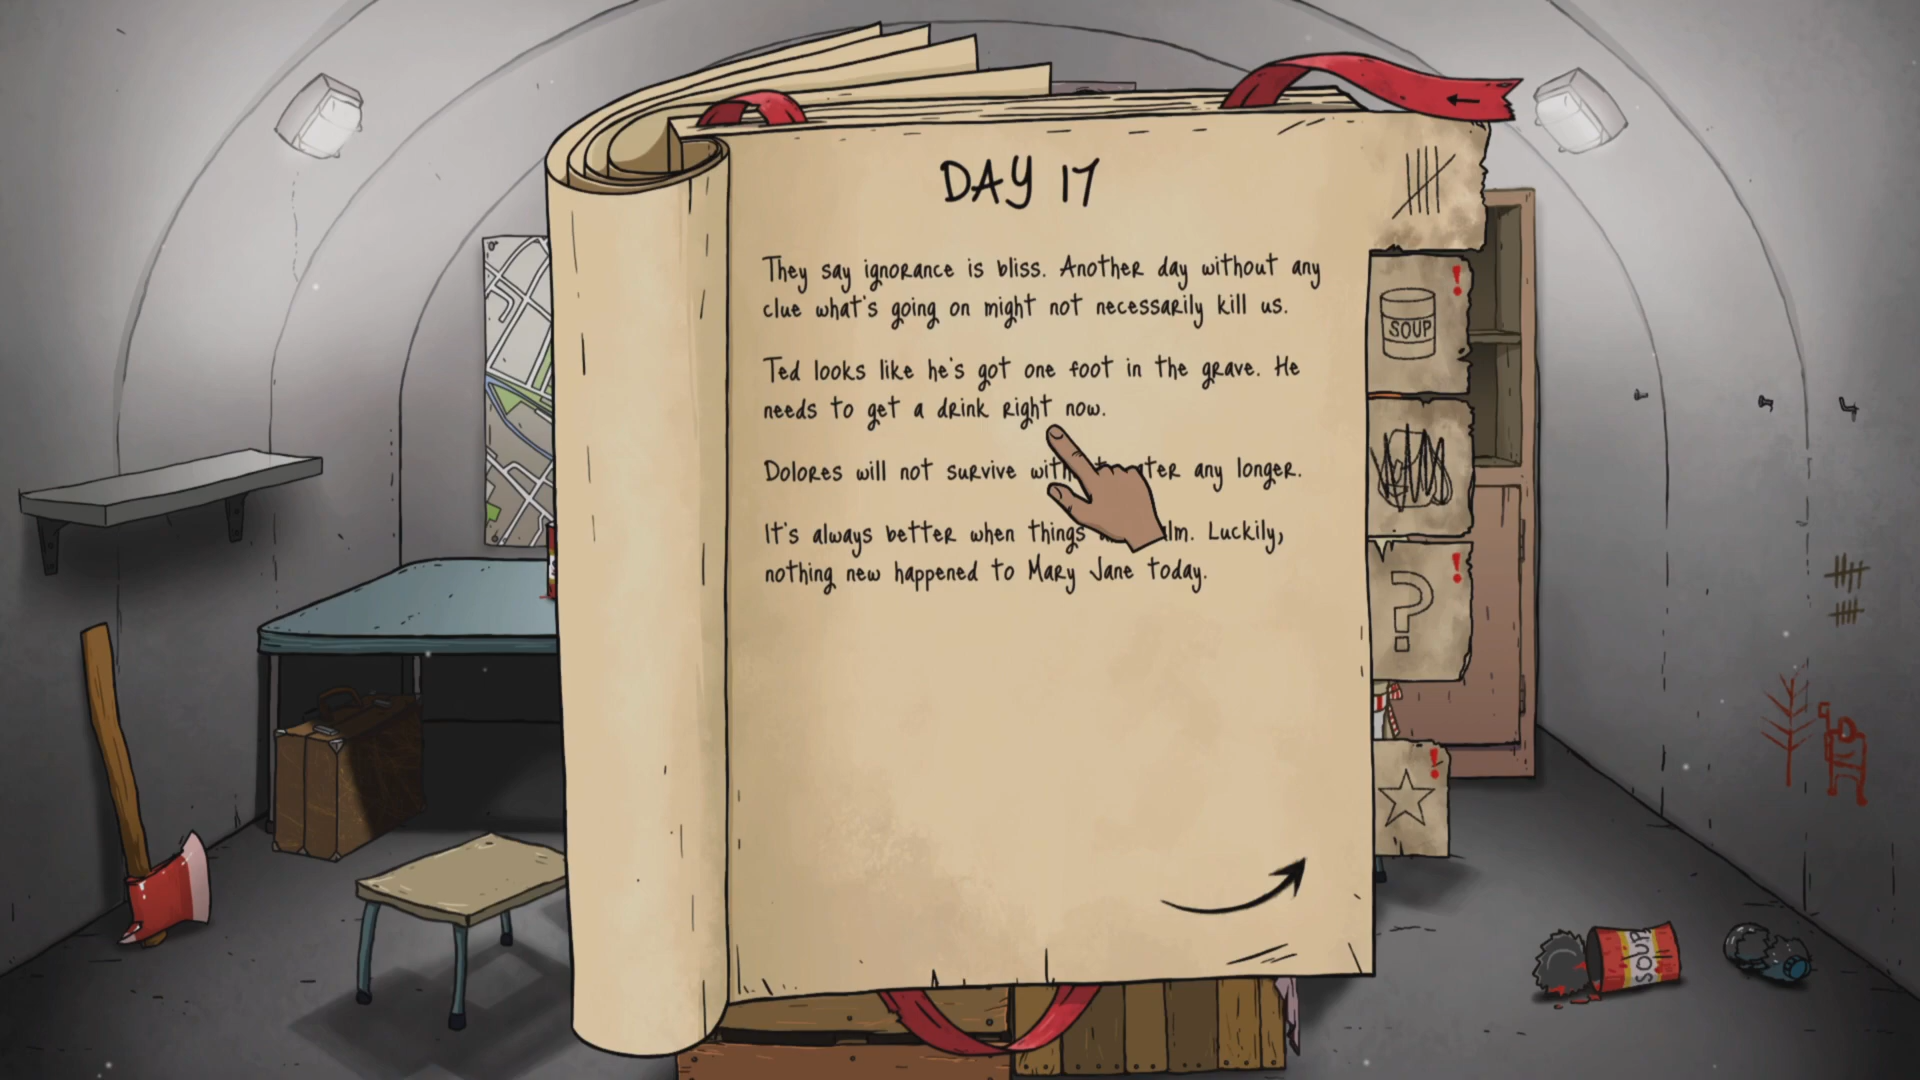 DAY 17
They say ignorance is bliss. Another day without any
clue what's going on might not necessarily kill us.
Ted looks like he's got one foot in the grave. He
needs to get a drink right now.
Dolores will not survive any longer.
It's always better when things Luckily,
nothing new happened to Mary Jane today.
!
SOUP
!
?
!
SOUP